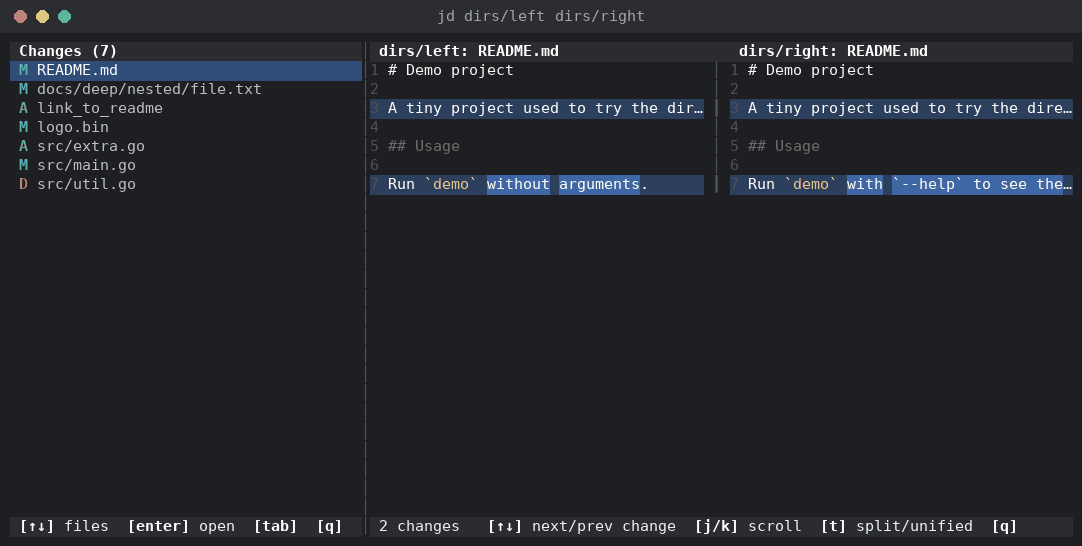 jd dirs/left dirs/right
Changes (7)
M README.md
M docs/deep/nested/file.txt
A link_to_readme
M logo.bin
A src/extra.go
M src/main.go
D src/util.go
[↑↓] files [enter] open [tab] [q]
dirs/left: README.md
1 # Demo project
2
3 A tiny project used to try the dir…
4
5 ## Usage
6
7 Run `demo` without arguments.
dirs/right: README.md
1 # Demo project
2
3 A tiny project used to try the dire…
4
5 ## Usage
6
7 Run `demo` with `--help` to see the…
2 changes [↑↓] next/prev change [j/k] scroll [t] split/unified [q]